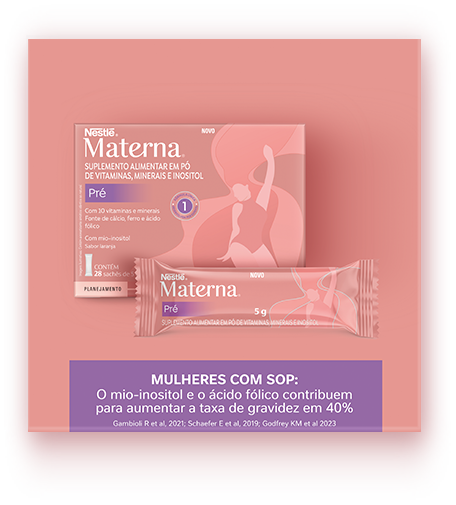 Nestlé
NOVO
Materna
SUPLEMENTO ALIMENTAR EM PÓ
DE VITAMINAS, MINERAIS E INOSITOL
Pré
1
Com 10 vitaminas e minerais
Fonte de cálcio, ferro e ácido
fólico
Com mio-inositol
Sabor laranja
CONTÉM
28 sachês de
PLANEJAMENTO
Nestlé
NOVO
Materna
Pré
5 g
SUPLEMENTO ALIMENTAR EM PÓ DE VITAMINAS, MINERAIS E INOSITOL
MULHERES COM SOP:
O mio-inositol e o ácido fólico contribuem
para aumentar a taxa de gravidez em 40%
Gambioli R et al, 2021; Schaefer E et al, 2019; Godfrey KM et al 2023